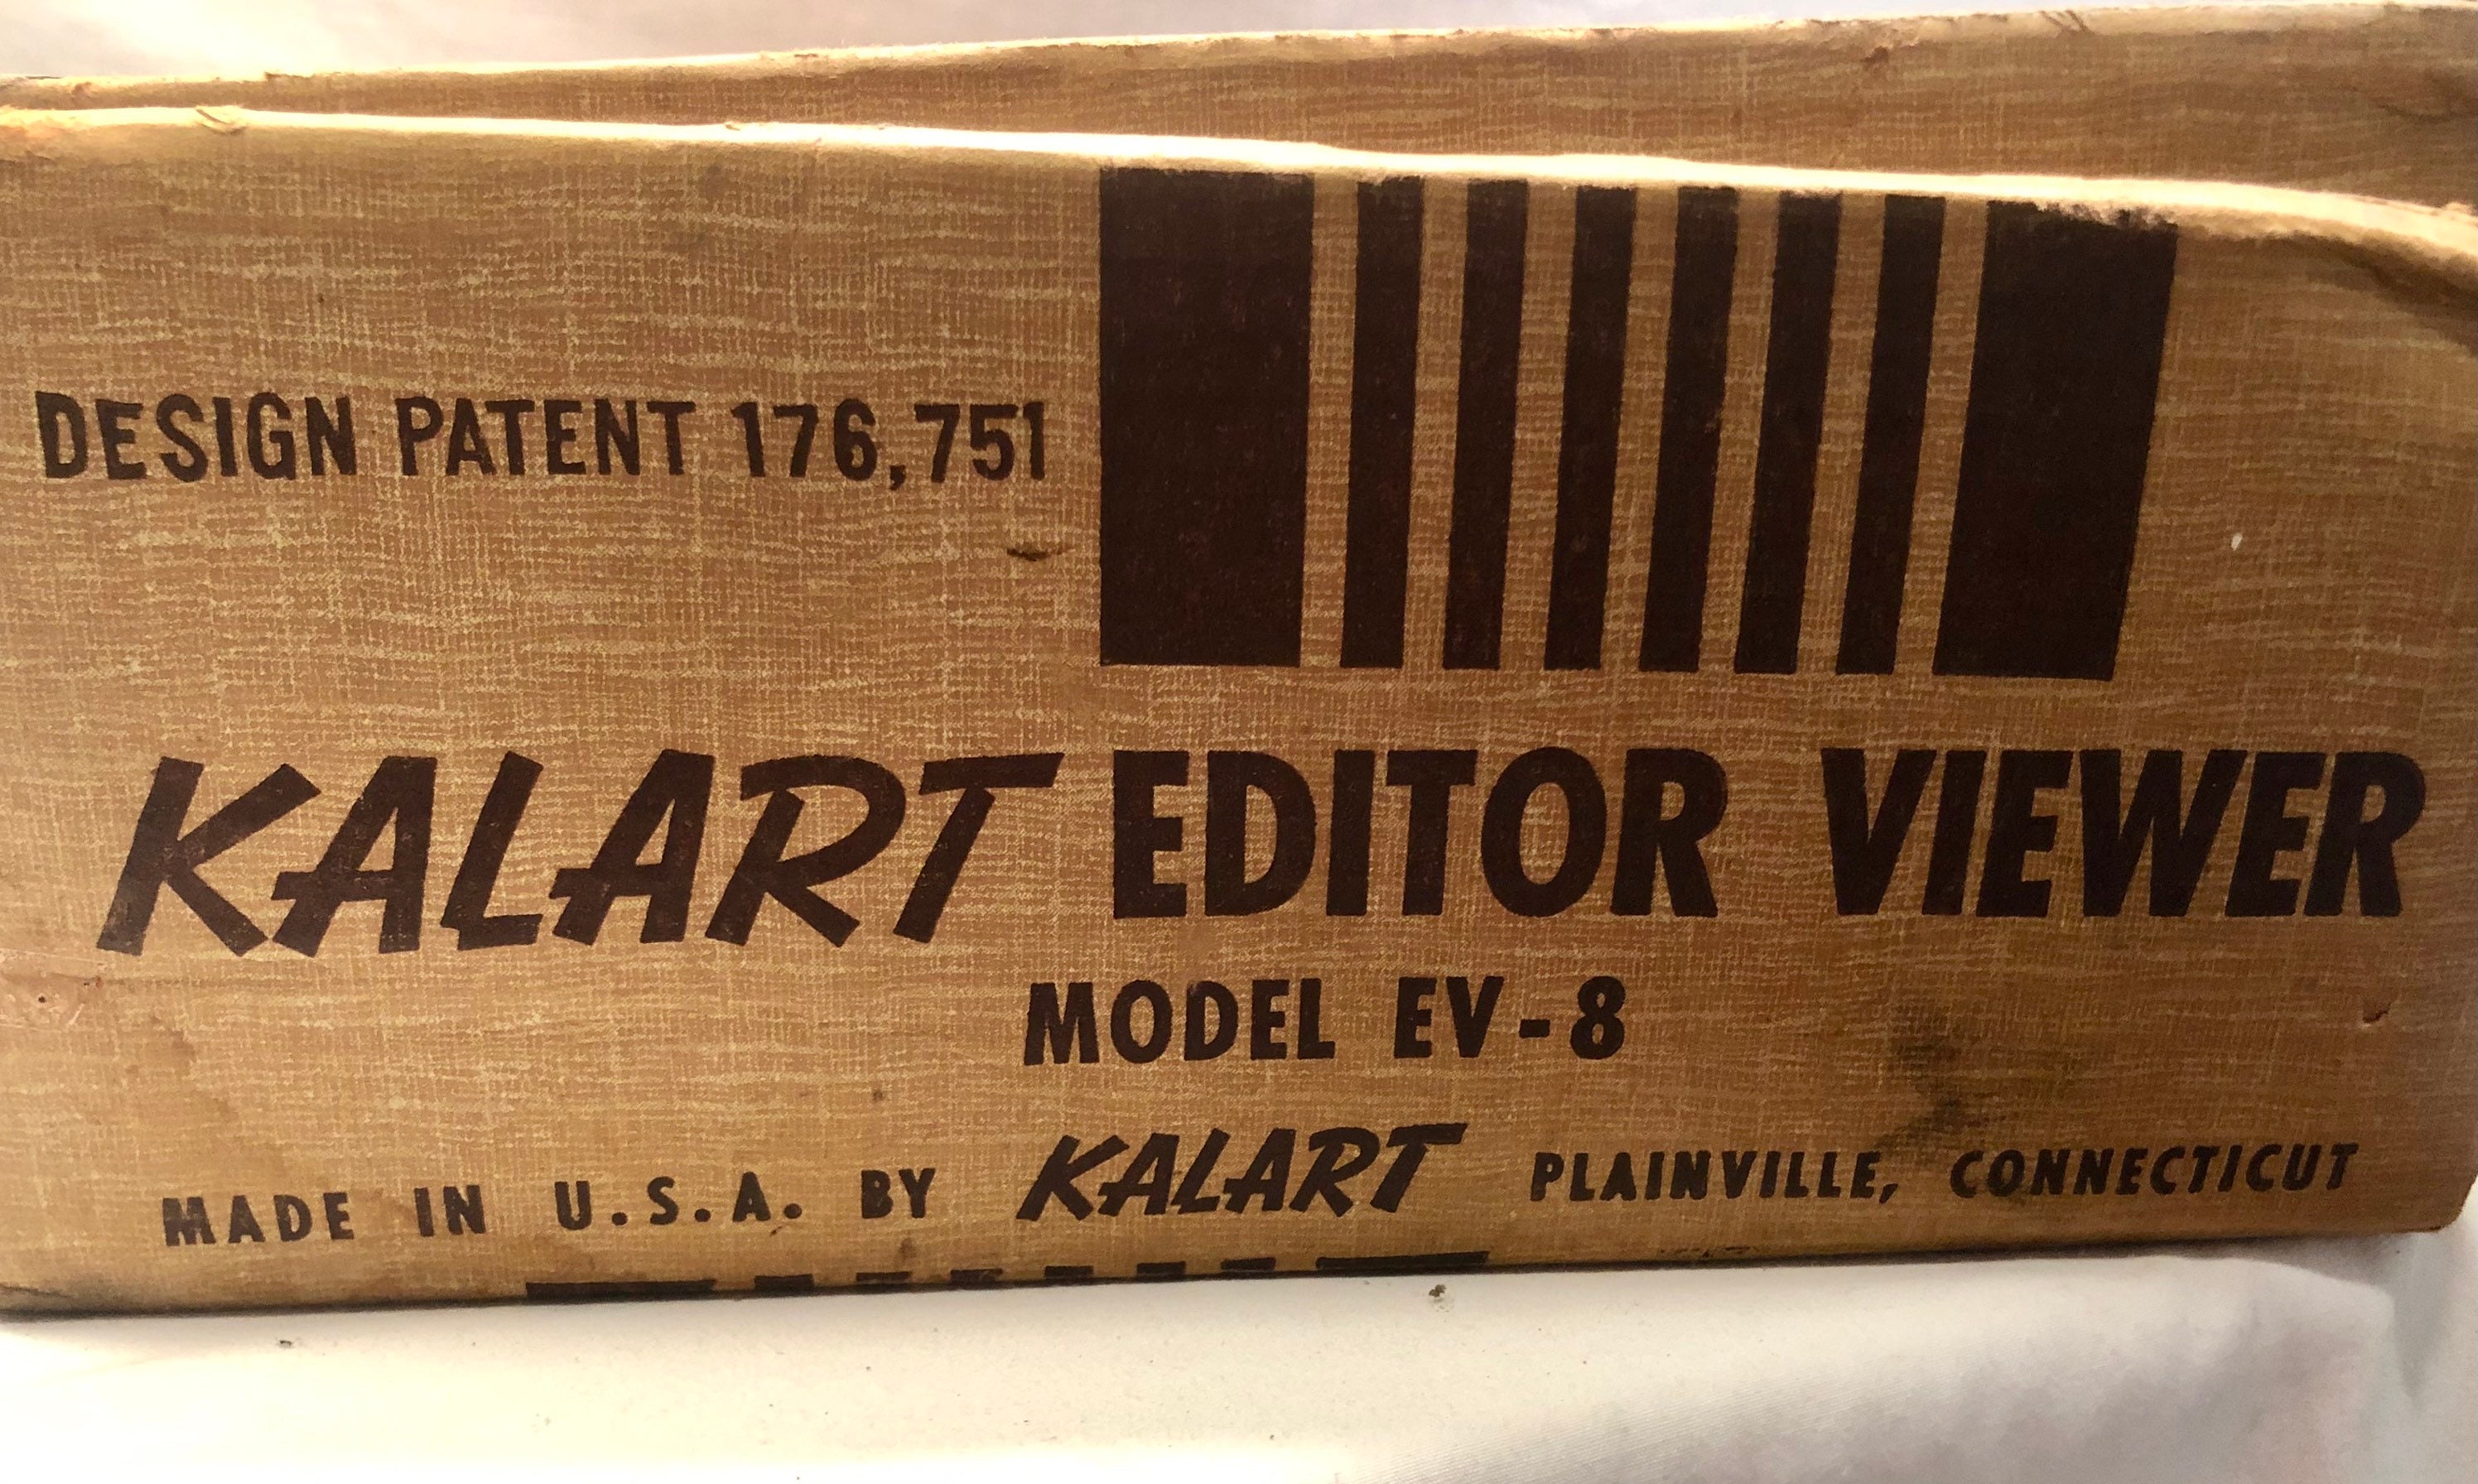 DESIGN PATENT 176,751
KALART EDITOR VIEWER
MODEL EV-8
MADE IN U.S.A. BY KALART PLAINVILLE, CONNECTICUT